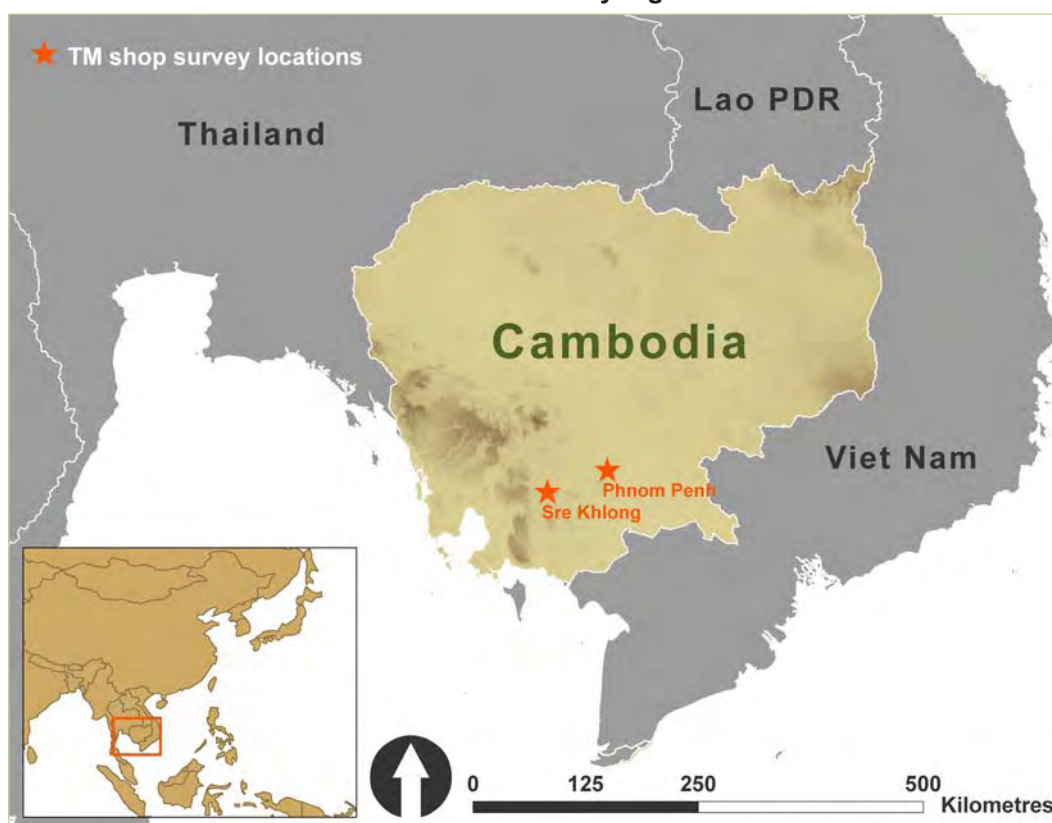 TM shop survey locations
Lao PDR
Thailand
Cambodia
Viet Nam
Phnom Penh
Sre Khlong
0 125 250 500
Kilometres